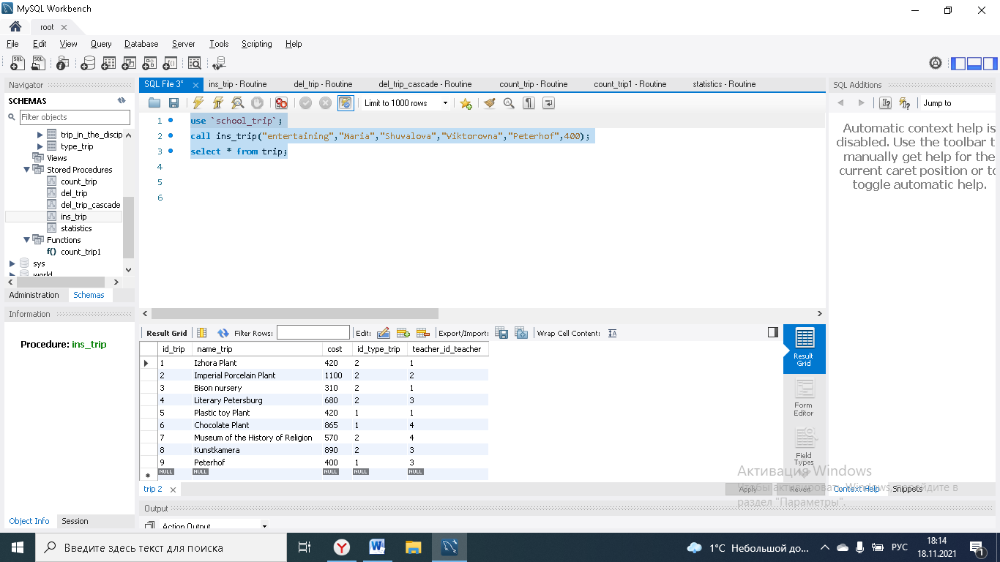 MySQL Workbench
root
File Edit View Query Database Server Tools Scripting Help
Navigator
SCHEMAS
Filter objects
trip_in_the_discip
type_trip
Views
Stored Procedures
count_trip
del_trip
del_trip_cascade
ins_trip
statistics
Functions
f() count_trip1
sys
world
Administration Schemas
Information
Procedure: ins_trip
Object Info Session
SQL File 3* ins_trip - Routine del_trip - Routine del_trip_cascade - Routine count_trip - Routine count_trip1 - Routine statistics - Routine
Limit to 1000 rows
1 use `school_trip`;
2 call ins_trip("entertaining","Maria","Shuvalova","Viktorovna","Peterhof",400);
3 select * from trip;
4
5
6
Result Grid Filter Rows: Edit: Export/Import: Wrap Cell Content:
id_trip name_trip cost id_type_trip teacher_id_teacher
1 Izhora Plant 420 2 1
2 Imperial Porcelain Plant 1100 2 2
3 Bison nursery 310 2 1
4 Literary Petersburg 680 2 3
5 Plastic toy Plant 420 1 1
6 Chocolate Plant 865 1 4
7 Museum of the History of Religion 570 2 4
8 Kunstkamera 890 2 3
9 Peterhof 400 1 3
NULL NULL NULL NULL NULL
Result Grid
Form Editor
Field Types
trip 2
Apply Revert
Output
Action Output
SQL Additions
Jump to
Automatic context help is
disabled. Use the toolbar t
manually get help for the
current caret position or to
toggle automatic help.
Context Help Snippets
Активация Windows
Чтобы активировать Windows, перейдите в
раздел "Параметры".
Введите здесь текст для поиска
1°C Небольшой до...
РУС
18:14
18.11.2021
1